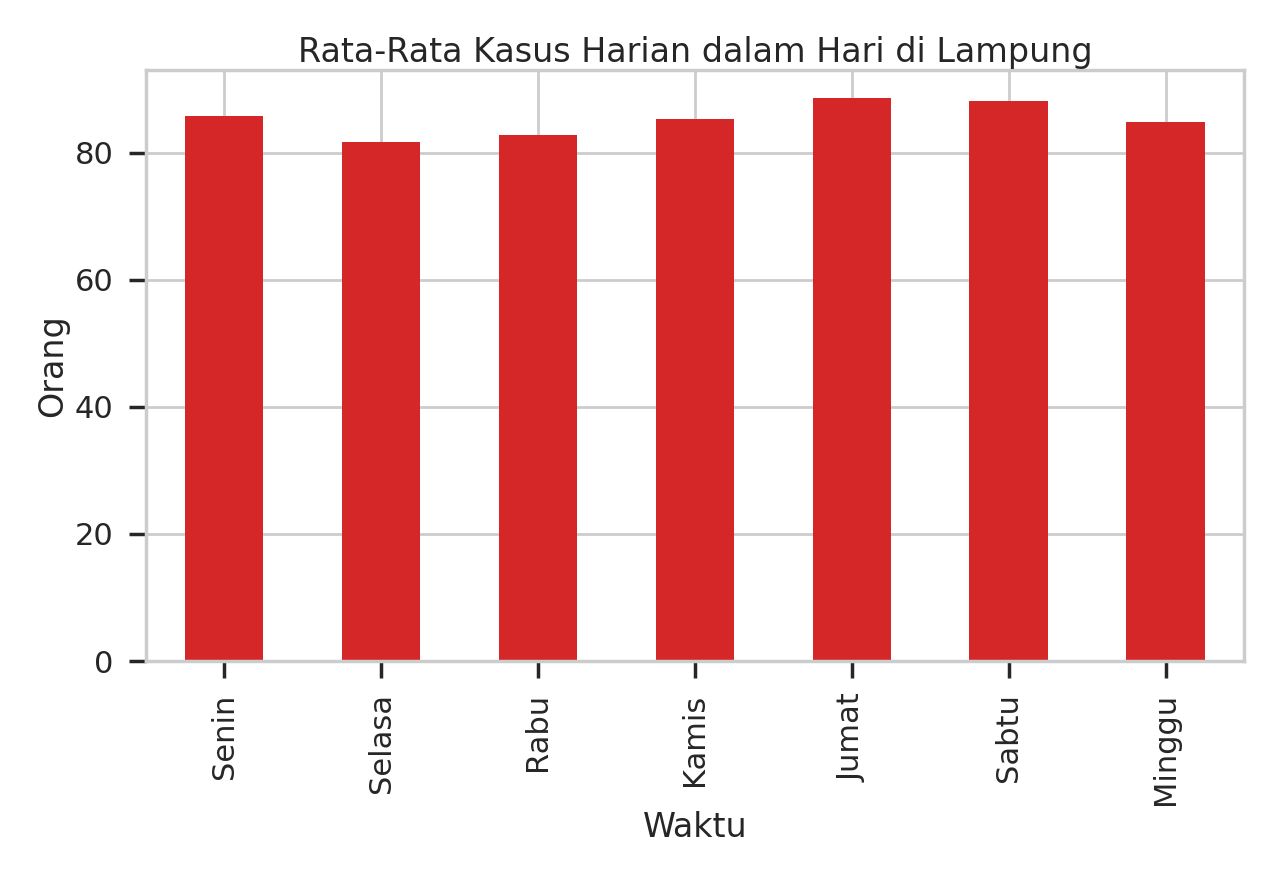 Rata-Rata Kasus Harian dalam Hari di Lampung
Orang
80
60
40
20
0
Senin
Selasa
Rabu
Kamis
Jumat
Sabtu
Minggu
Waktu